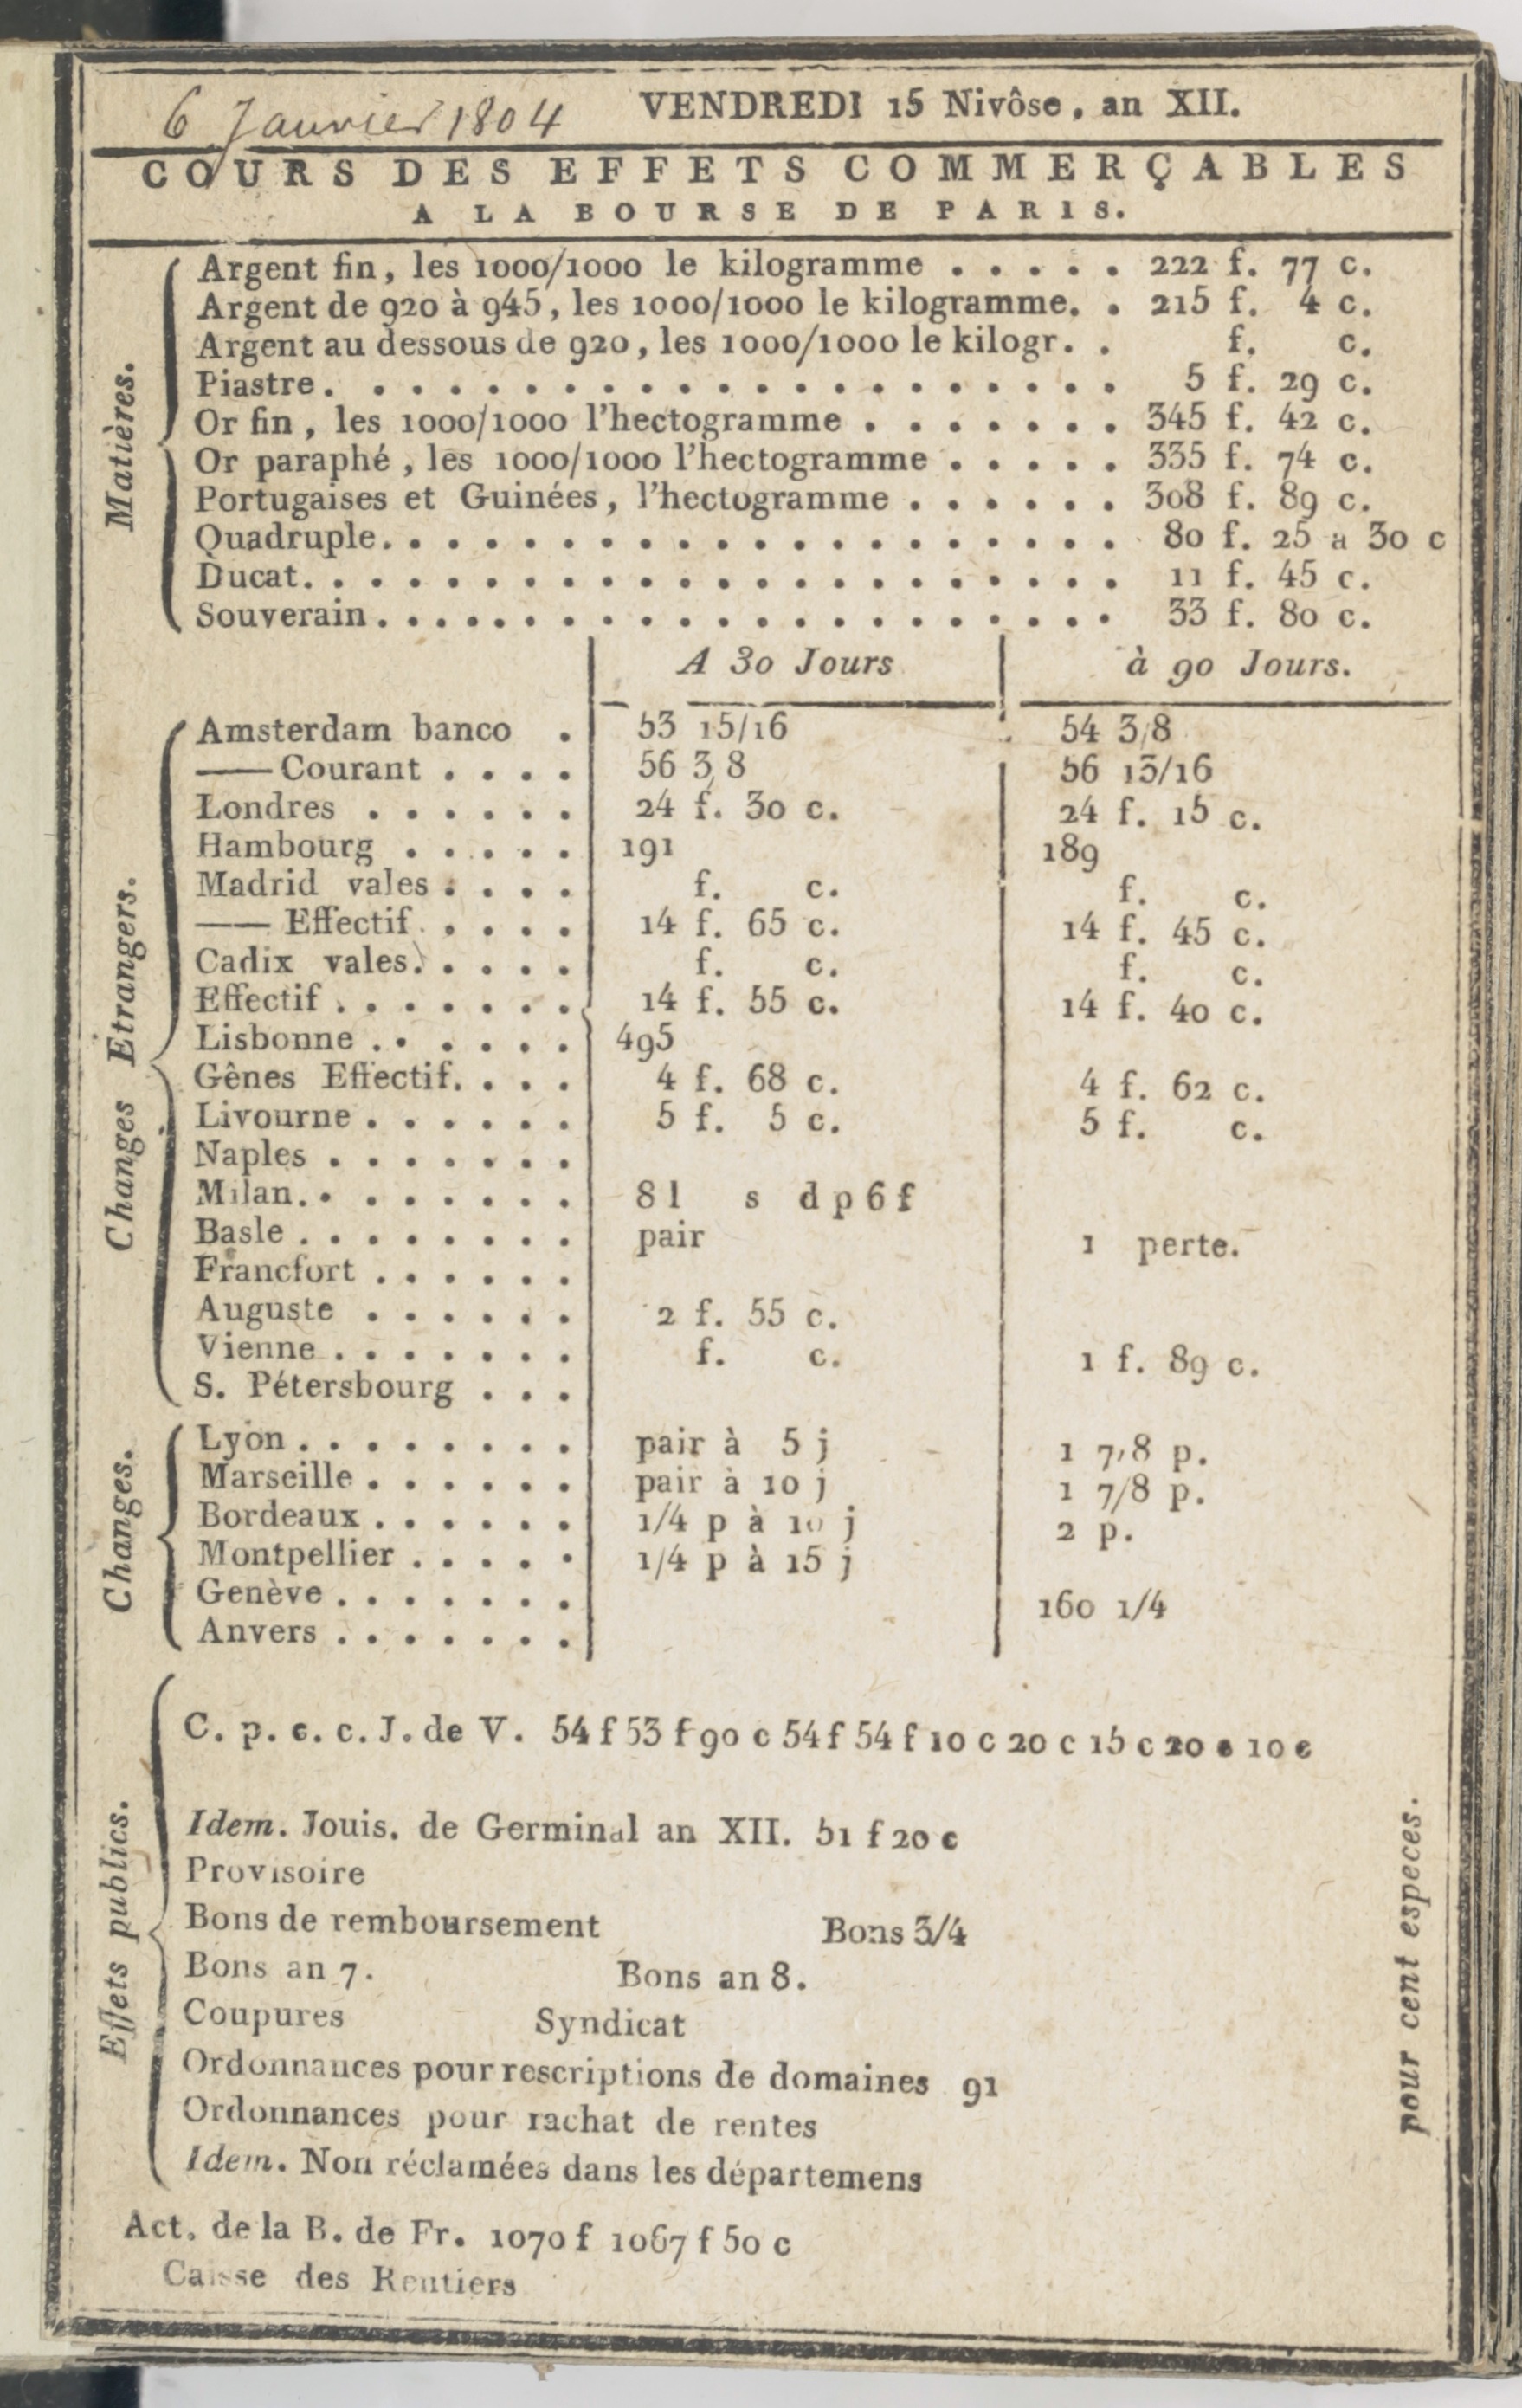 6 Janvier 1804 VENDREDI 15 Nivôse, an XII.
COURS DES EFFETS COMMERÇABLES
A LA BOURSE DE PARIS.
Matières.
Argent fin, les 1000/1000 le kilogramme . . . . . 222 f. 77 c.
Argent de 920 à 945, les 1000/1000 le kilogramme. . 215 f. 4 c.
Argent au dessous de 920, les 1000/1000 le kilogr. . f. c.
Piastre. . . . . . . . . . . . . . . . . . . . . 5 f. 29 c.
Or fin, les 1000/1000 l'hectogramme . . . . . . . 345 f. 42 c.
Or paraphé, les 1000/1000 l'hectogramme . . . . . 335 f. 74 c.
Portugaises et Guinées, l'hectogramme . . . . . . 308 f. 89 c.
Quadruple. . . . . . . . . . . . . . . . . . . . 80 f. 25 a 30 c
Ducat. . . . . . . . . . . . . . . . . . . . . . 11 f. 45 c.
Souverain. . . . . . . . . . . . . . . . . . . . 33 f. 80 c.
A 30 Jours à 90 Jours.
Changes Etrangers.
Amsterdam banco . 53 15/16 54 3/8
—— Courant . . . . 56 3/8 56 13/16
Londres . . . . . . 24 f. 30 c. 24 f. 15 c.
Hambourg . . . . . 191 189
Madrid vales . . . . f. c. f. c.
—— Effectif . . . . 14 f. 65 c. 14 f. 45 c.
Cadix vales. . . . . f. c. f. c.
Effectif . . . . . . . 14 f. 55 c. 14 f. 40 c.
Lisbonne . . . . . . 495
Gênes Effectif. . . . 4 f. 68 c. 4 f. 62 c.
Livourne . . . . . . 5 f. 5 c. 5 f. c.
Naples . . . . . . .
Milan. . . . . . . . 8 l s d p 6 f
Basle . . . . . . . . pair 1 perte.
Francfort . . . . . .
Auguste . . . . . . 2 f. 55 c.
Vienne . . . . . . . f. c. 1 f. 89 c.
S. Pétersbourg . . .
Changes.
Lyon . . . . . . . . pair à 5 j 1 7/8 p.
Marseille . . . . . . pair à 10 j 1 7/8 p.
Bordeaux . . . . . . 1/4 p à 10 j 2 p.
Montpellier . . . . . 1/4 p à 15 j
Genève . . . . . . . 160 1/4
Anvers . . . . . . .
Effets publics.
C. p. c. c. J. de V. 54 f 53 f 90 c 54 f 54 f 10 c 20 c 15 c 20 c 10 c
Idem. Jouis. de Germinal an XII. 51 f 20 c
Provisoire
Bons de remboursement Bons 3/4
Bons an 7. Bons an 8.
Coupures Syndicat
Ordonnances pour rescriptions de domaines 91
Ordonnances pour rachat de rentes
Idem. Non réclamées dans les départemens
pour cent especes.
Act. de la B. de Fr. 1070 f 1067 f 50 c
Caisse des Rentiers